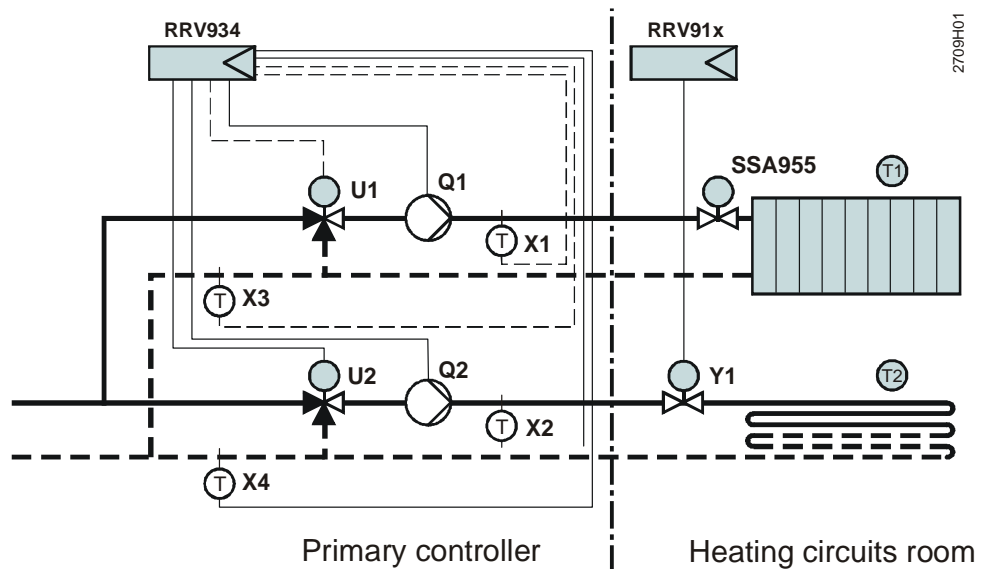 RRV934
RRV91x
2709H01
SSA955
T1
U1
Q1
T
X1
T
X3
U2
Q2
Y1
T2
T
X2
T
X4
Primary controller
Heating circuits room